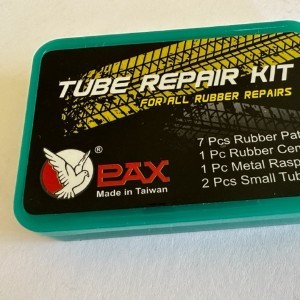 TUBE REPAIR KIT
FOR ALL RUBBER REPAIRS
®
PAX
Made in Taiwan
7 Pcs Rubber Pat
1 Pc Rubber Cem
1 Pc Metal Rasp
2 Pcs Small Tub